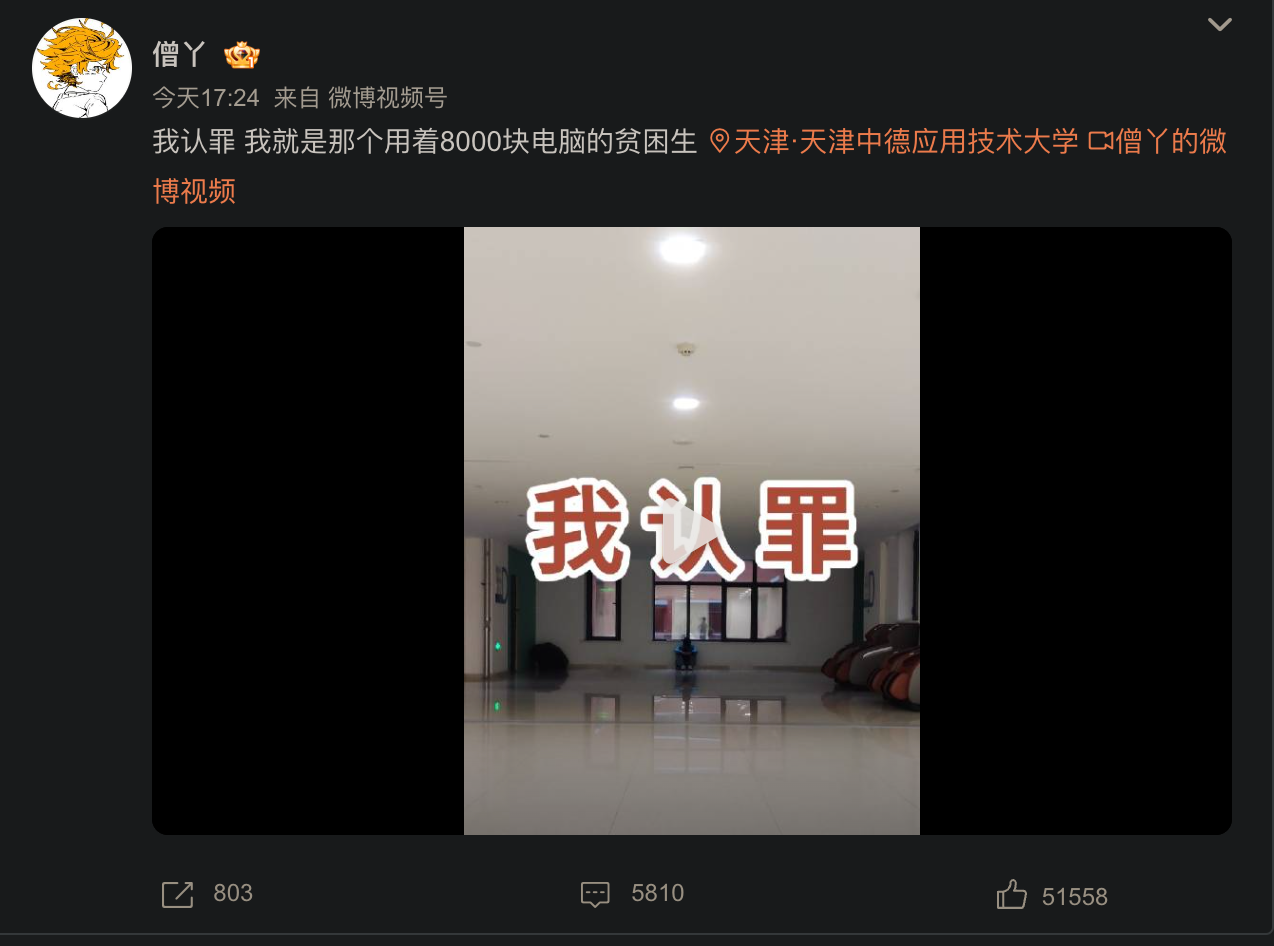 僧丫
今天17:24 来自 微博视频号
我认罪 我就是那个用着8000块电脑的贫困生 天津·天津中德应用技术大学 僧丫的微
博视频
我认罪
803
5810
51558